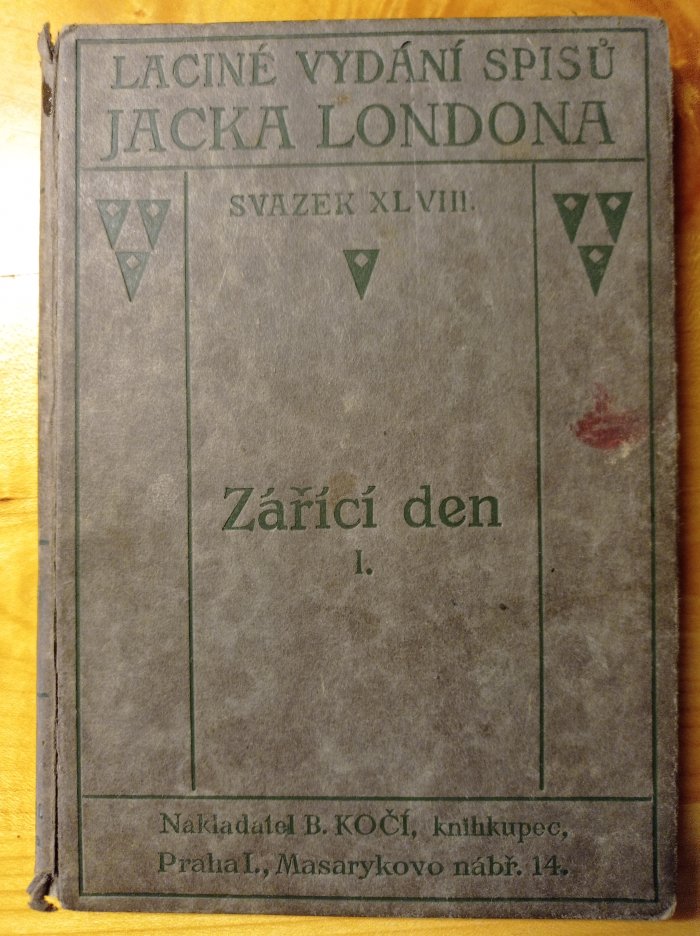 LACINÉ VYDÁNÍ SPISŮ
JACKA LONDONA
SVAZEK XLVIII.
Zářící den
I.
Nakladatel B. KOČÍ, knihkupec,
Praha I., Masarykovo nábř. 14.